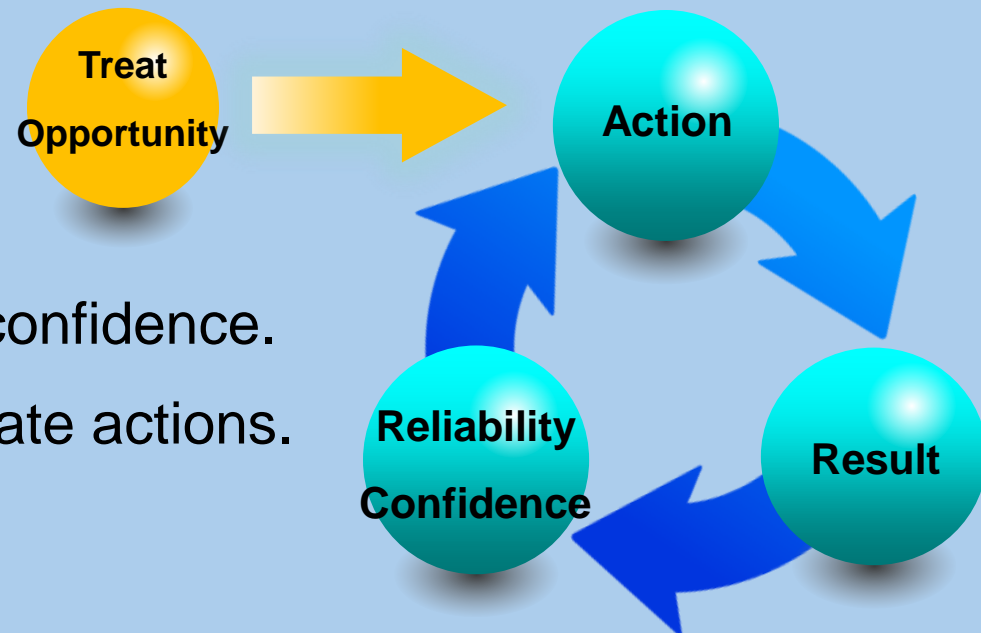 Treat
Opportunity
Action
confidence.
ate actions.
Reliability
Confidence
Result